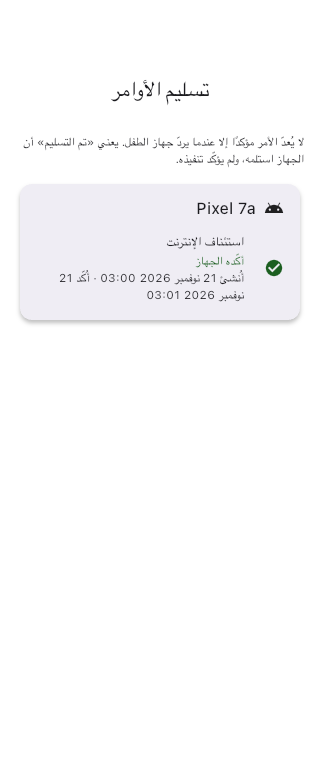 تسليم الأوامر
لا يُعدّ الأمر مؤكدًا إلا عندما يردّ جهاز الطفل. يعني «تم التسليم» أن
الجهاز استلمه، ولم يؤكد تنفيذه.
Pixel 7a
استئناف الإنترنت
أكّده الجهاز
أُنشئ 21 نوفمبر 2026 03:00 · أُكّد 21
نوفمبر 2026 03:01